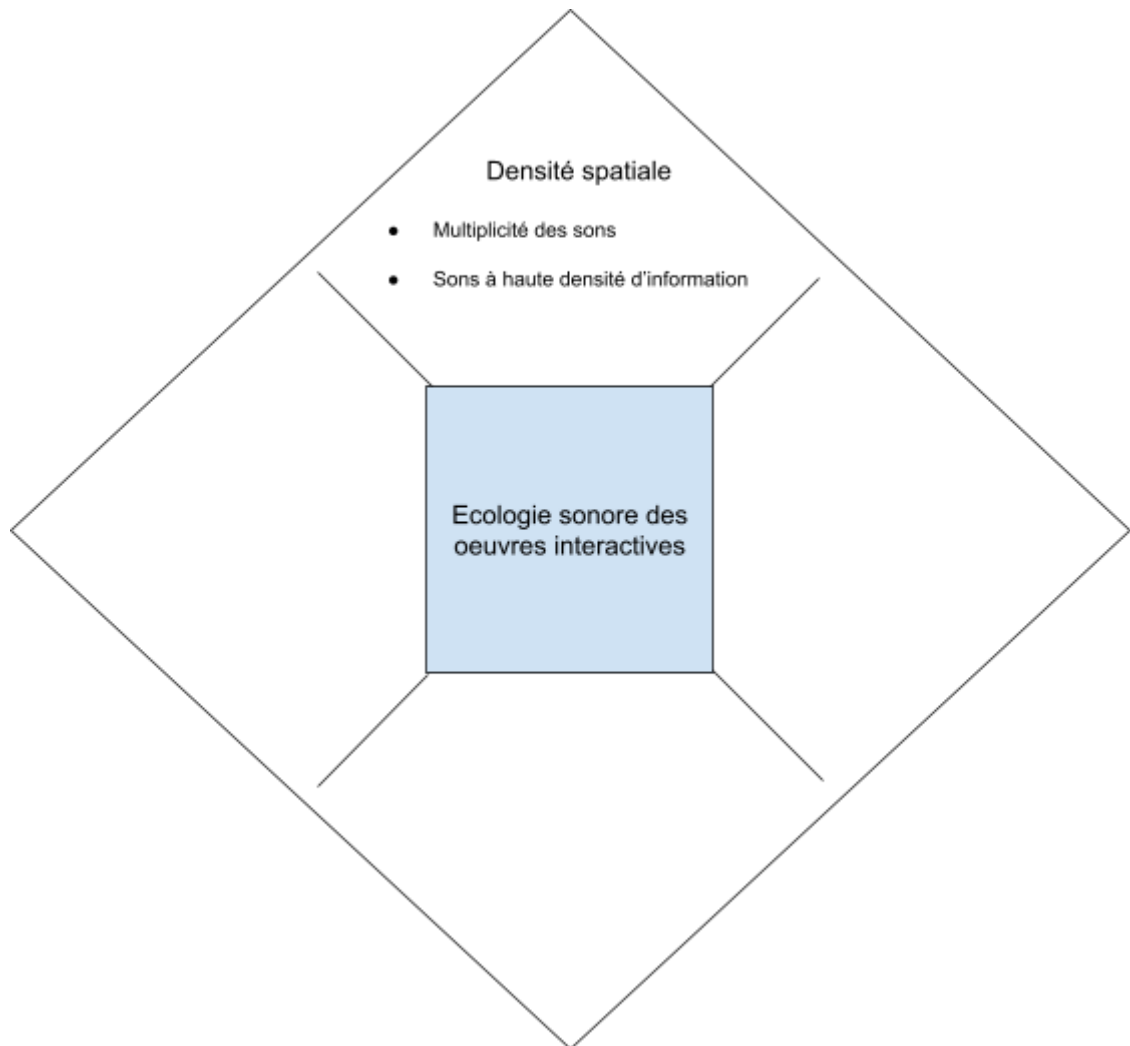 Densité spatiale
● Multiplicité des sons
● Sons à haute densité d'information
Ecologie sonore des
oeuvres interactives